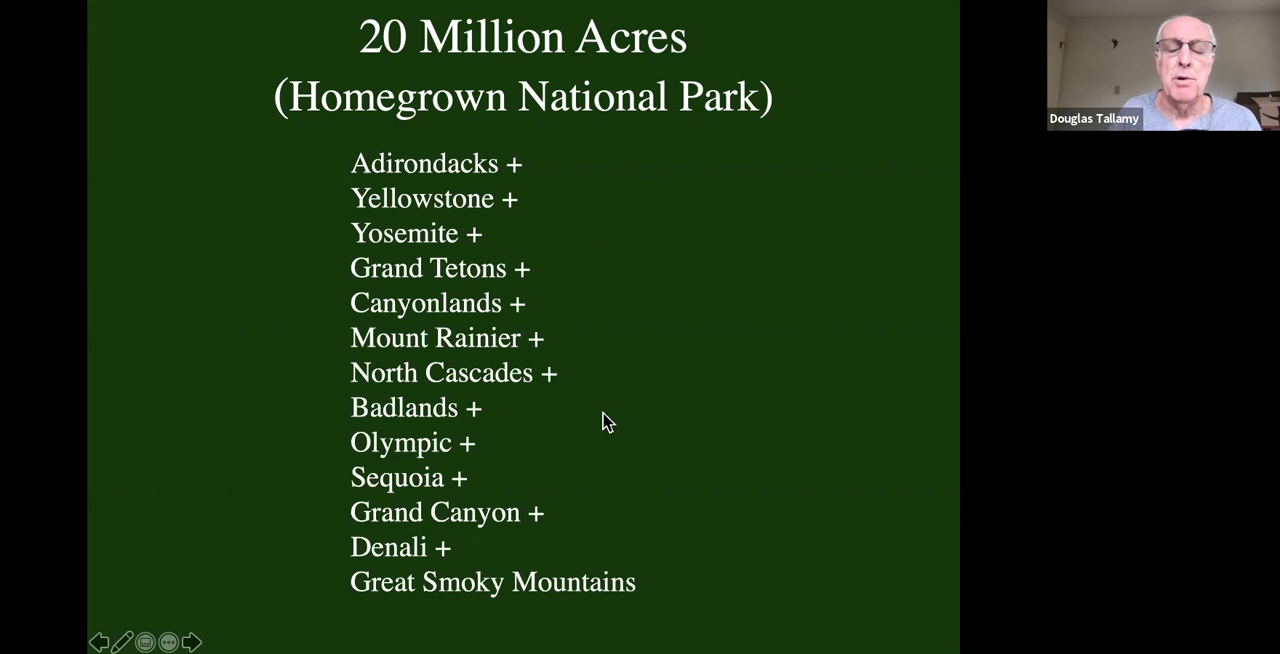 20 Million Acres
(Homegrown National Park)
Adirondacks +
Yellowstone +
Yosemite +
Grand Tetons +
Canyonlands +
Mount Rainier +
North Cascades +
Badlands +
Olympic +
Sequoia +
Grand Canyon +
Denali +
Great Smoky Mountains
Douglas Tallamy